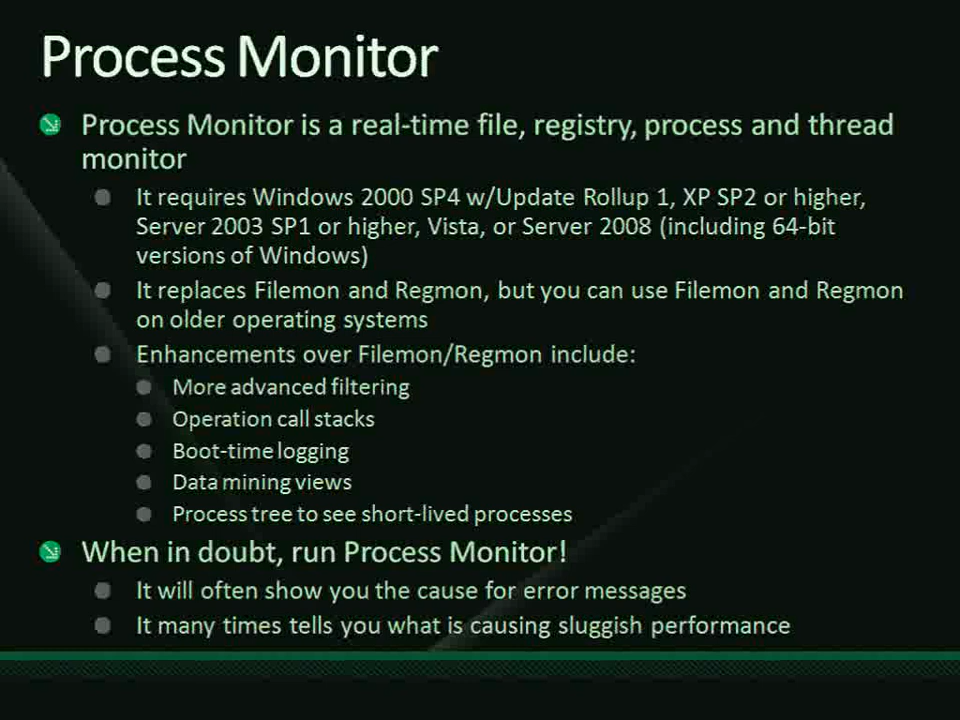 Process Monitor
Process Monitor is a real-time file, registry, process and thread
monitor
It requires Windows 2000 SP4 w/Update Rollup 1, XP SP2 or higher,
Server 2003 SP1 or higher, Vista, or Server 2008 (including 64-bit
versions of Windows)
It replaces Filemon and Regmon, but you can use Filemon and Regmon
on older operating systems
Enhancements over Filemon/Regmon include:
More advanced filtering
Operation call stacks
Boot-time logging
Data mining views
Process tree to see short-lived processes
When in doubt, run Process Monitor!
It will often show you the cause for error messages
It many times tells you what is causing sluggish performance